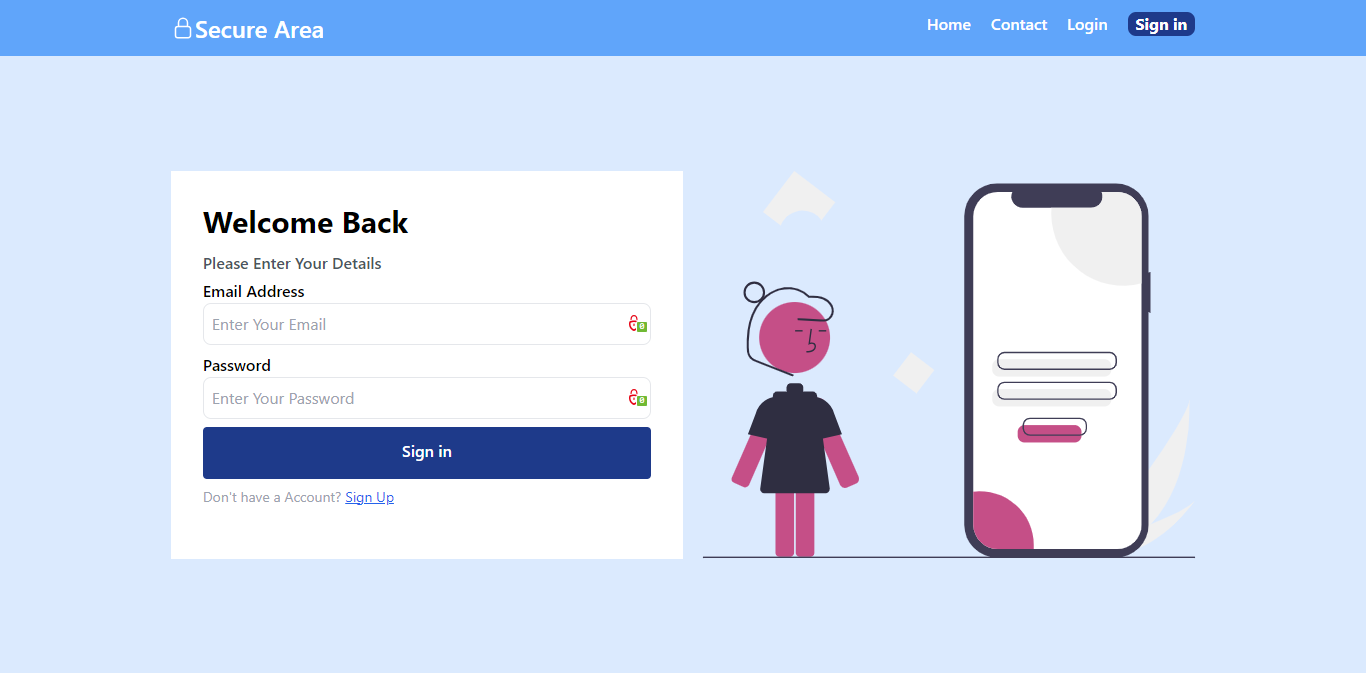 Secure Area
Home
Contact
Login
Sign in
Welcome Back
Please Enter Your Details
Email Address
Enter Your Email
Password
Enter Your Password
Sign in
Don't have a Account? Sign Up